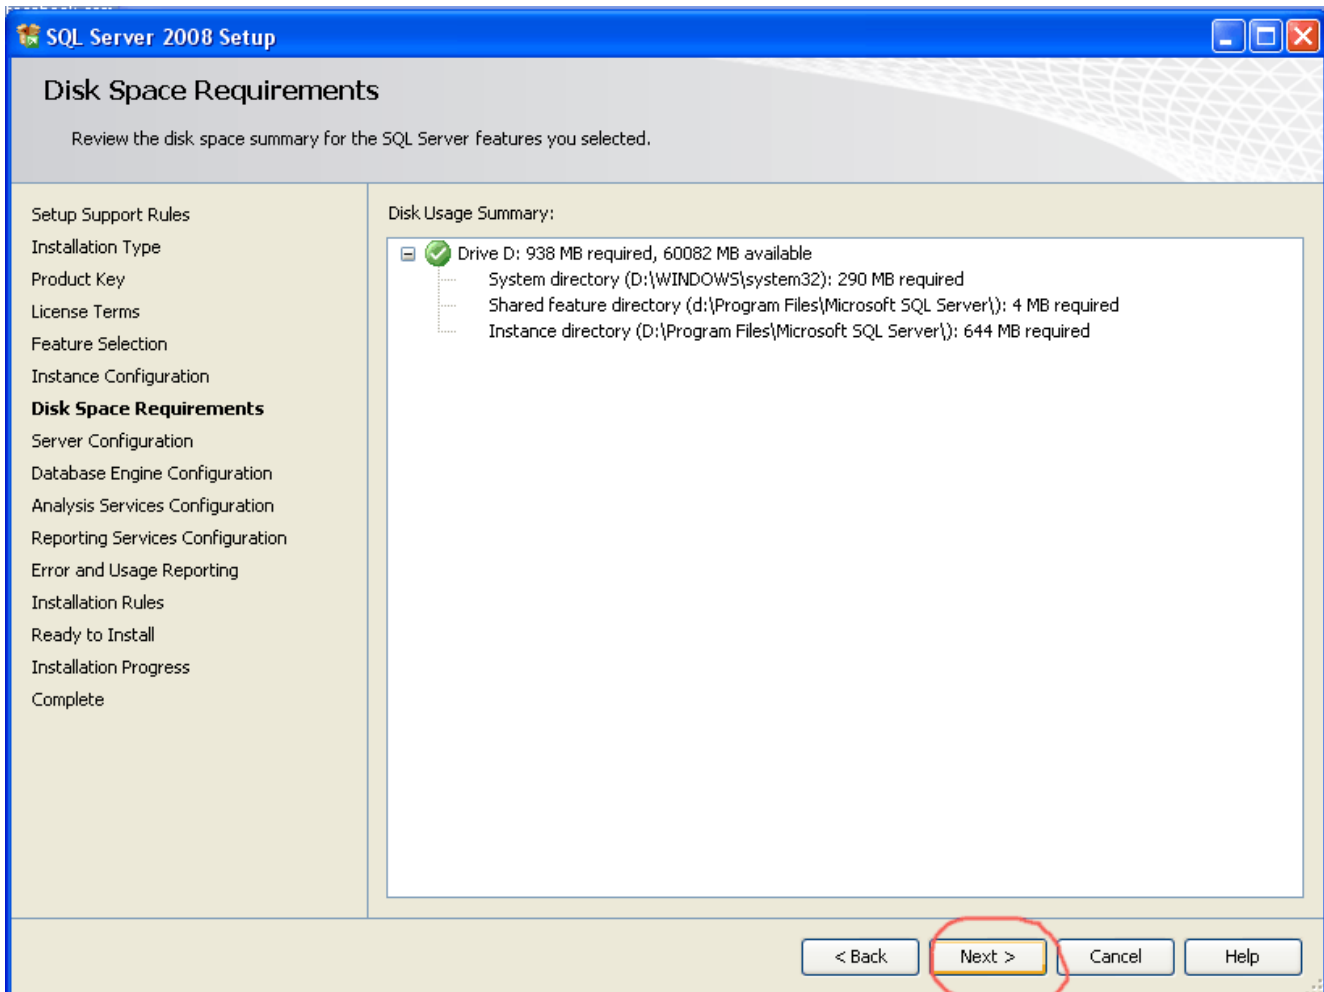 SQL Server 2008 Setup
Disk Space Requirements
Review the disk space summary for the SQL Server features you selected.
Setup Support Rules
Installation Type
Product Key
License Terms
Feature Selection
Instance Configuration
Disk Space Requirements
Server Configuration
Database Engine Configuration
Analysis Services Configuration
Reporting Services Configuration
Error and Usage Reporting
Installation Rules
Ready to Install
Installation Progress
Complete
Disk Usage Summary:
Drive D: 938 MB required, 60082 MB available
System directory (D:\WINDOWS\system32): 290 MB required
Shared feature directory (d:\Program Files\Microsoft SQL Server\): 4 MB required
Instance directory (D:\Program Files\Microsoft SQL Server\): 644 MB required
< Back
Next >
Cancel
Help